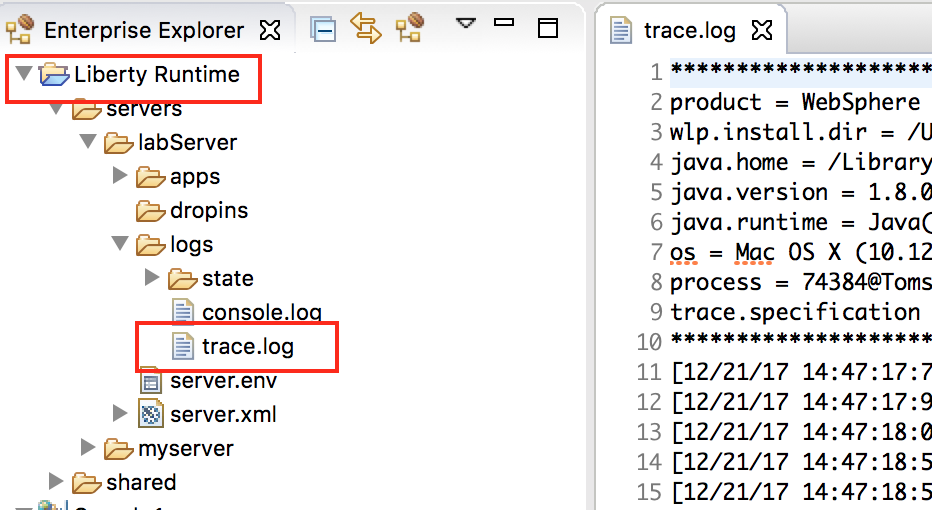 Enterprise Explorer
Liberty Runtime
servers
labServer
apps
dropins
logs
state
console.log
trace.log
server.env
server.xml
myserver
shared
trace.log
1 ********************
2 product = WebSphere
3 wlp.install.dir = /U
4 java.home = /Library
5 java.version = 1.8.0
6 java.runtime = Java(
7 os = Mac OS X (10.12
8 process = 74384@Toms
9 trace.specification
10 ********************
11 [12/21/17 14:47:17:7
12 [12/21/17 14:47:17:9
13 [12/21/17 14:47:18:0
14 [12/21/17 14:47:18:5
15 [12/21/17 14:47:18:5